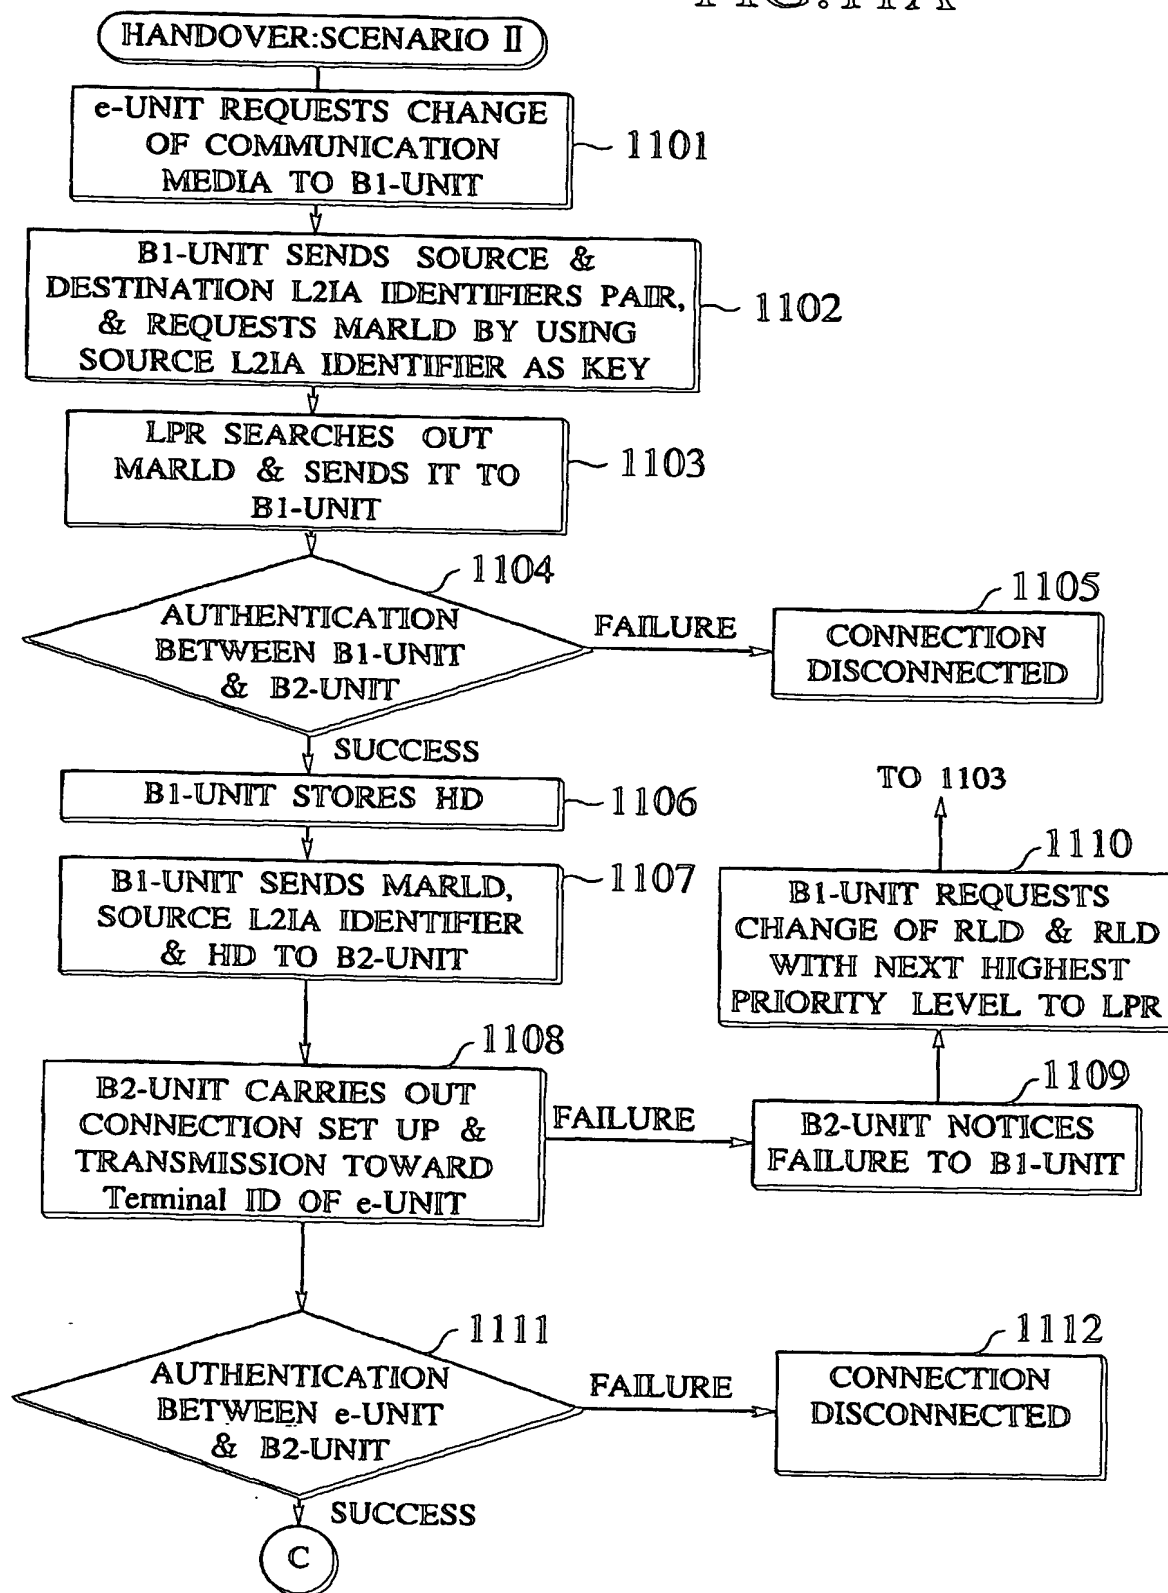 FIG.11A
HANDOVER:SCENARIO II
e-UNIT REQUESTS CHANGE
OF COMMUNICATION
MEDIA TO B1-UNIT
1101
B1-UNIT SENDS SOURCE &
DESTINATION L2IA IDENTIFIERS PAIR,
& REQUESTS MARLD BY USING
SOURCE L2IA IDENTIFIER AS KEY
1102
LPR SEARCHES OUT
MARLD & SENDS IT TO
B1-UNIT
1103
1104
AUTHENTICATION
BETWEEN B1-UNIT
& B2-UNIT
FAILURE
1105
CONNECTION
DISCONNECTED
SUCCESS
B1-UNIT STORES HD
1106
B1-UNIT SENDS MARLD,
SOURCE L2IA IDENTIFIER
& HD TO B2-UNIT
1107
TO 1103
1110
B1-UNIT REQUESTS
CHANGE OF RLD & RLD
WITH NEXT HIGHEST
PRIORITY LEVEL TO LPR
1108
B2-UNIT CARRIES OUT
CONNECTION SET UP &
TRANSMISSION TOWARD
Terminal ID OF e-UNIT
FAILURE
1109
B2-UNIT NOTICES
FAILURE TO B1-UNIT
1111
AUTHENTICATION
BETWEEN e-UNIT
& B2-UNIT
FAILURE
1112
CONNECTION
DISCONNECTED
SUCCESS
C